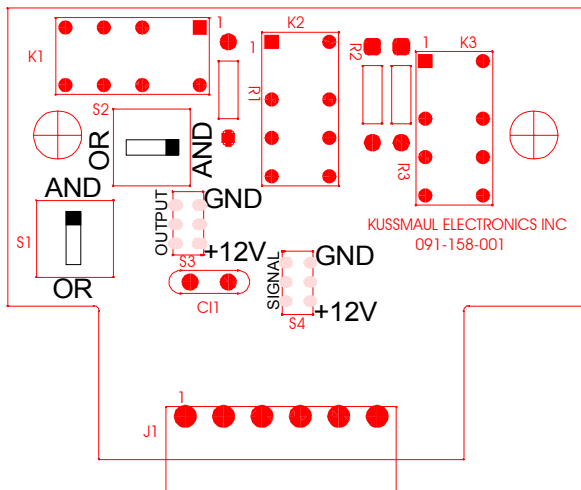 1
K2
K1
1
R2
1
K3
R1
S2
OR
AND
R3
AND
OUTPUT
GND
KUSSMAUL ELECTRONICS INC
091-158-001
S1
S3
+12V
SIGNAL
GND
OR
CI1
S4
+12V
1
J1